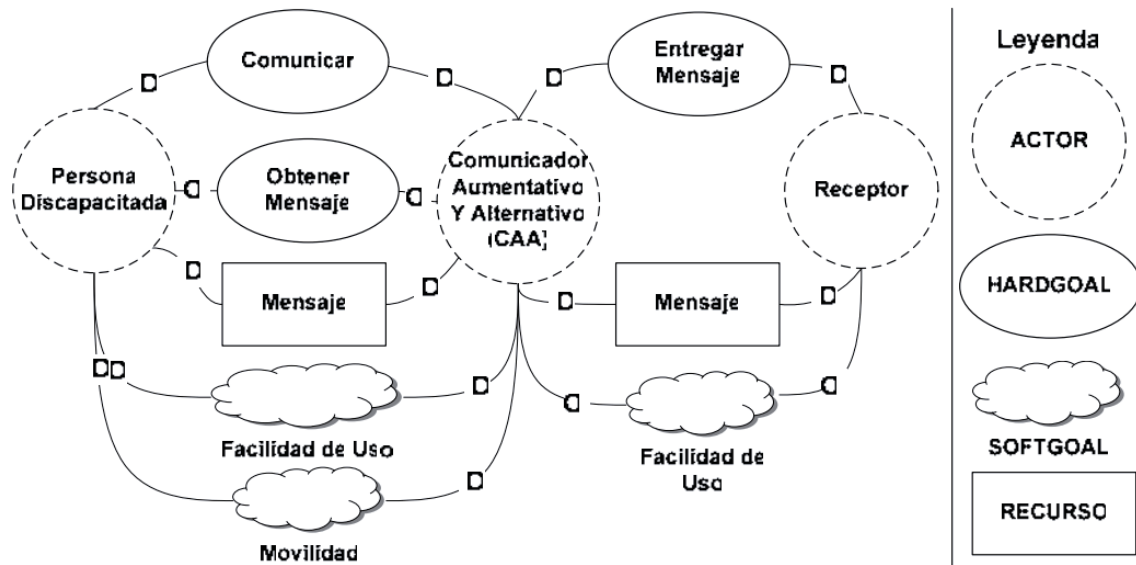 Comunicar
D
D
Entregar
Mensaje
D
D
Leyenda
ACTOR
Persona
Discapacitada
Obtener
Mensaje
Comunicador
Aumentativo
Y Alternativo
(CAA)
Receptor
D
D
Mensaje
D
D
Mensaje
HARDGOAL
D
D
D
Facilidad de Uso
Facilidad de
Uso
SOFTGOAL
D
Movilidad
RECURSO